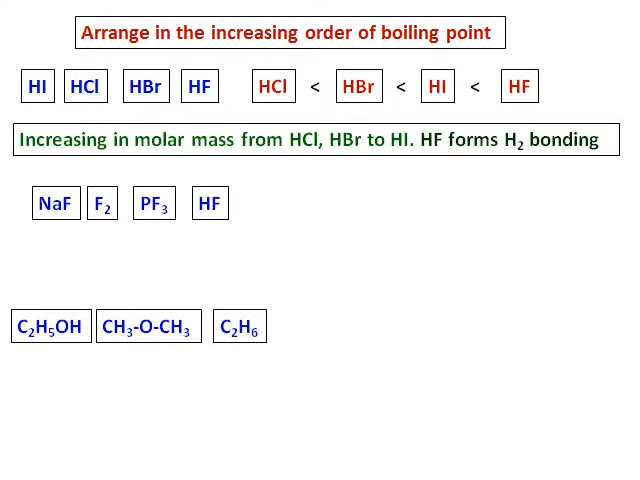 Arrange in the increasing order of boiling point
HI HCl HBr HF HCl < HBr < HI < HF
Increasing in molar mass from HCl, HBr to HI. HF forms H₂ bonding
NaF F₂ PF₃ HF
C₂H₅OH CH₃-O-CH₃ C₂H₆